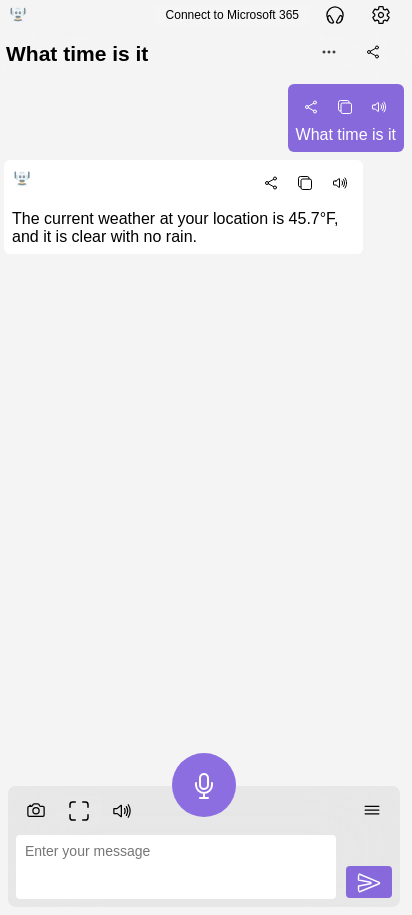 Connect to Microsoft 365
What time is it
What time is it
The current weather at your location is 45.7°F,
and it is clear with no rain.
Enter your message